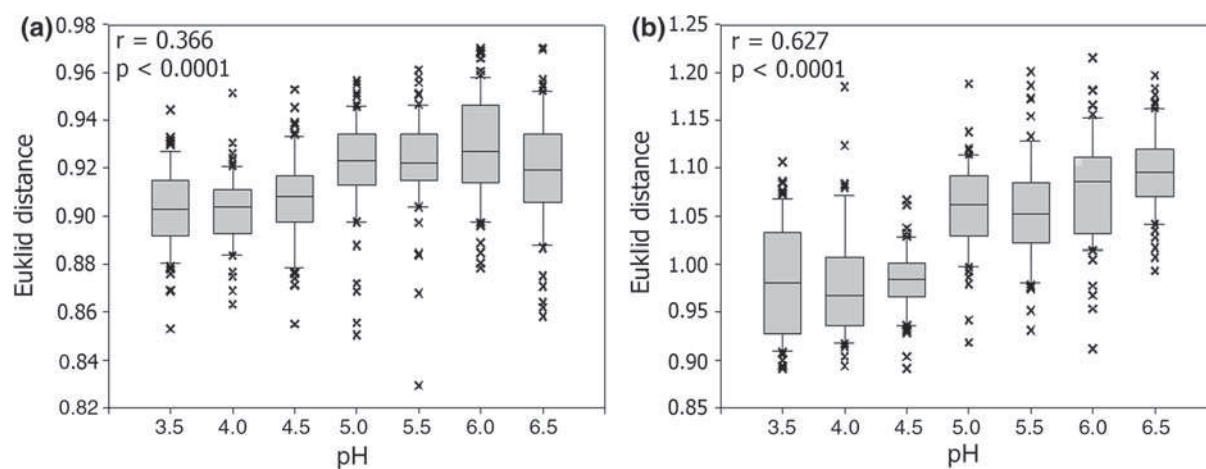 (a)
r = 0.366
p < 0.0001
0.98
0.96
0.94
0.92
0.90
0.88
0.86
0.84
0.82
Euklid distance
3.5 4.0 4.5 5.0 5.5 6.0 6.5
pH
(b)
r = 0.627
p < 0.0001
1.25
1.20
1.15
1.10
1.05
1.00
0.95
0.90
0.85
Euklid distance
3.5 4.0 4.5 5.0 5.5 6.0 6.5
pH